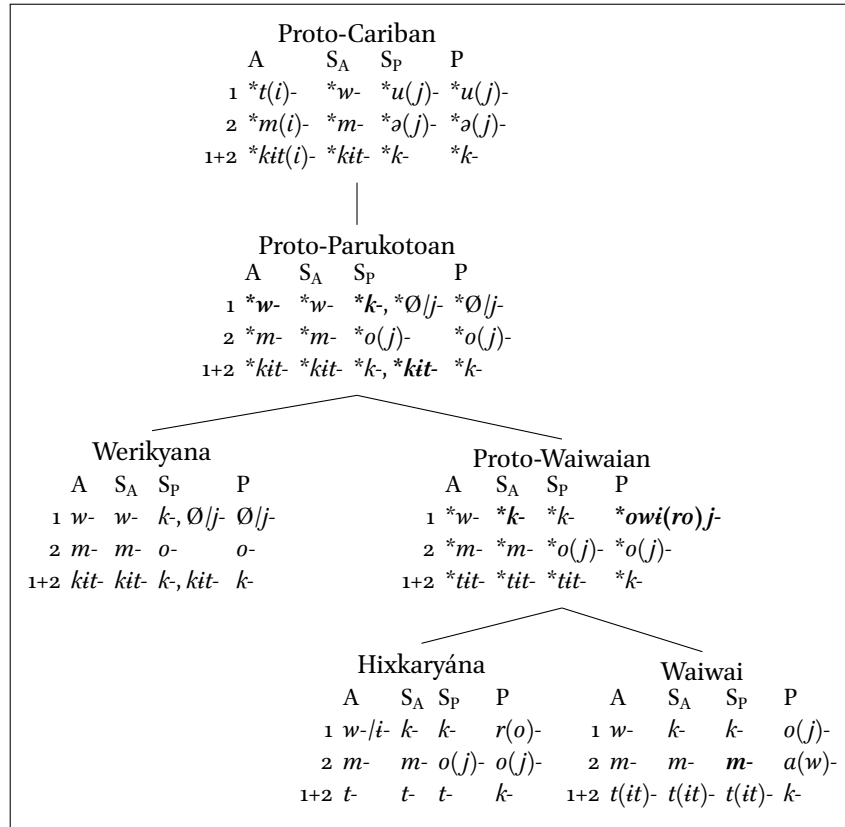 Proto-Cariban
A S_A S_P P
1 *t(i)- *w- *u(j)- *u(j)-
2 *m(i)- *m- *ə(j)- *ə(j)-
1+2 *kɨt(i)- *kɨt- *k- *k-
Proto-Parukotoan
A S_A S_P P
1 *w- *w- *k-, *Ø/j- *Ø/j-
2 *m- *m- *o(j)- *o(j)-
1+2 *kɨt- *kɨt- *k-, *kɨt- *k-
Werikyana
A S_A S_P P
1 w- w- k-, Ø/j- Ø/j-
2 m- m- o- o-
1+2 kɨt- kɨt- k-, kɨt- k-
Proto-Waiwaian
A S_A S_P P
1 *w- *k- *k- *owɨ(ro)j-
2 *m- *m- *o(j)- *o(j)-
1+2 *tɨt- *tɨt- *tɨt- *k-
Hixkaryána
A S_A S_P P
1 w-/ɨ- k- k- r(o)-
2 m- m- o(j)- o(j)-
1+2 t- t- t- k-
Waiwai
A S_A S_P P
1 w- k- k- o(j)-
2 m- m- m- a(w)-
1+2 t(ɨt)- t(ɨt)- t(ɨt)- k-